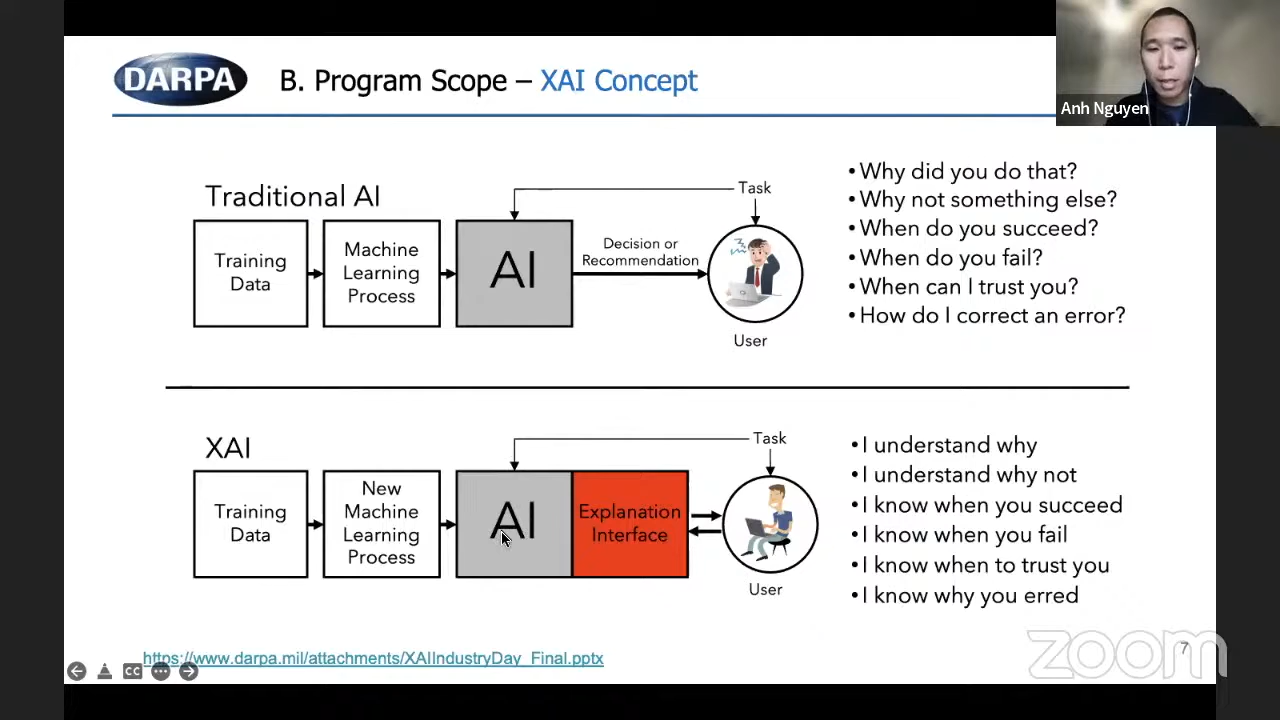 DARPA
B. Program Scope – XAI Concept
Anh Nguyen
Traditional AI
Training
Data
Machine
Learning
Process
AI
Decision or
Recommendation
Task
User
• Why did you do that?
• Why not something else?
• When do you succeed?
• When do you fail?
• When can I trust you?
• How do I correct an error?
XAI
Training
Data
New
Machine
Learning
Process
AI
Explanation
Interface
Task
User
• I understand why
• I understand why not
• I know when you succeed
• I know when you fail
• I know when to trust you
• I know why you erred
https://www.darpa.mil/attachments/XAIIndustryDay_Final.pptx
CC
zoom
7